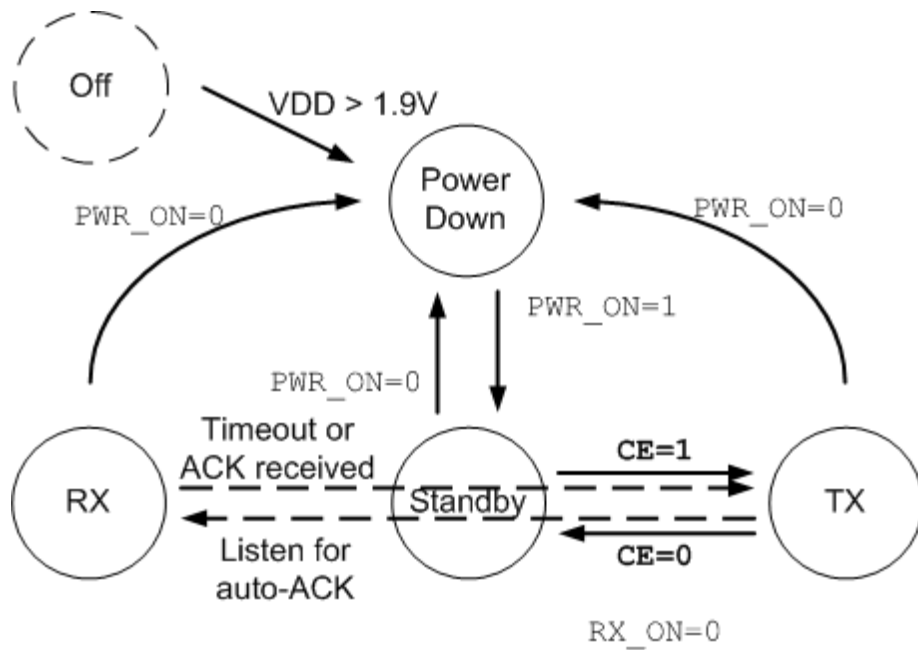 Off
VDD > 1.9V
Power
Down
PWR_ON=0
PWR_ON=0
PWR_ON=1
PWR_ON=0
Timeout or
ACK received
CE=1
RX
Standby
TX
Listen for
auto-ACK
CE=0
RX_ON=0